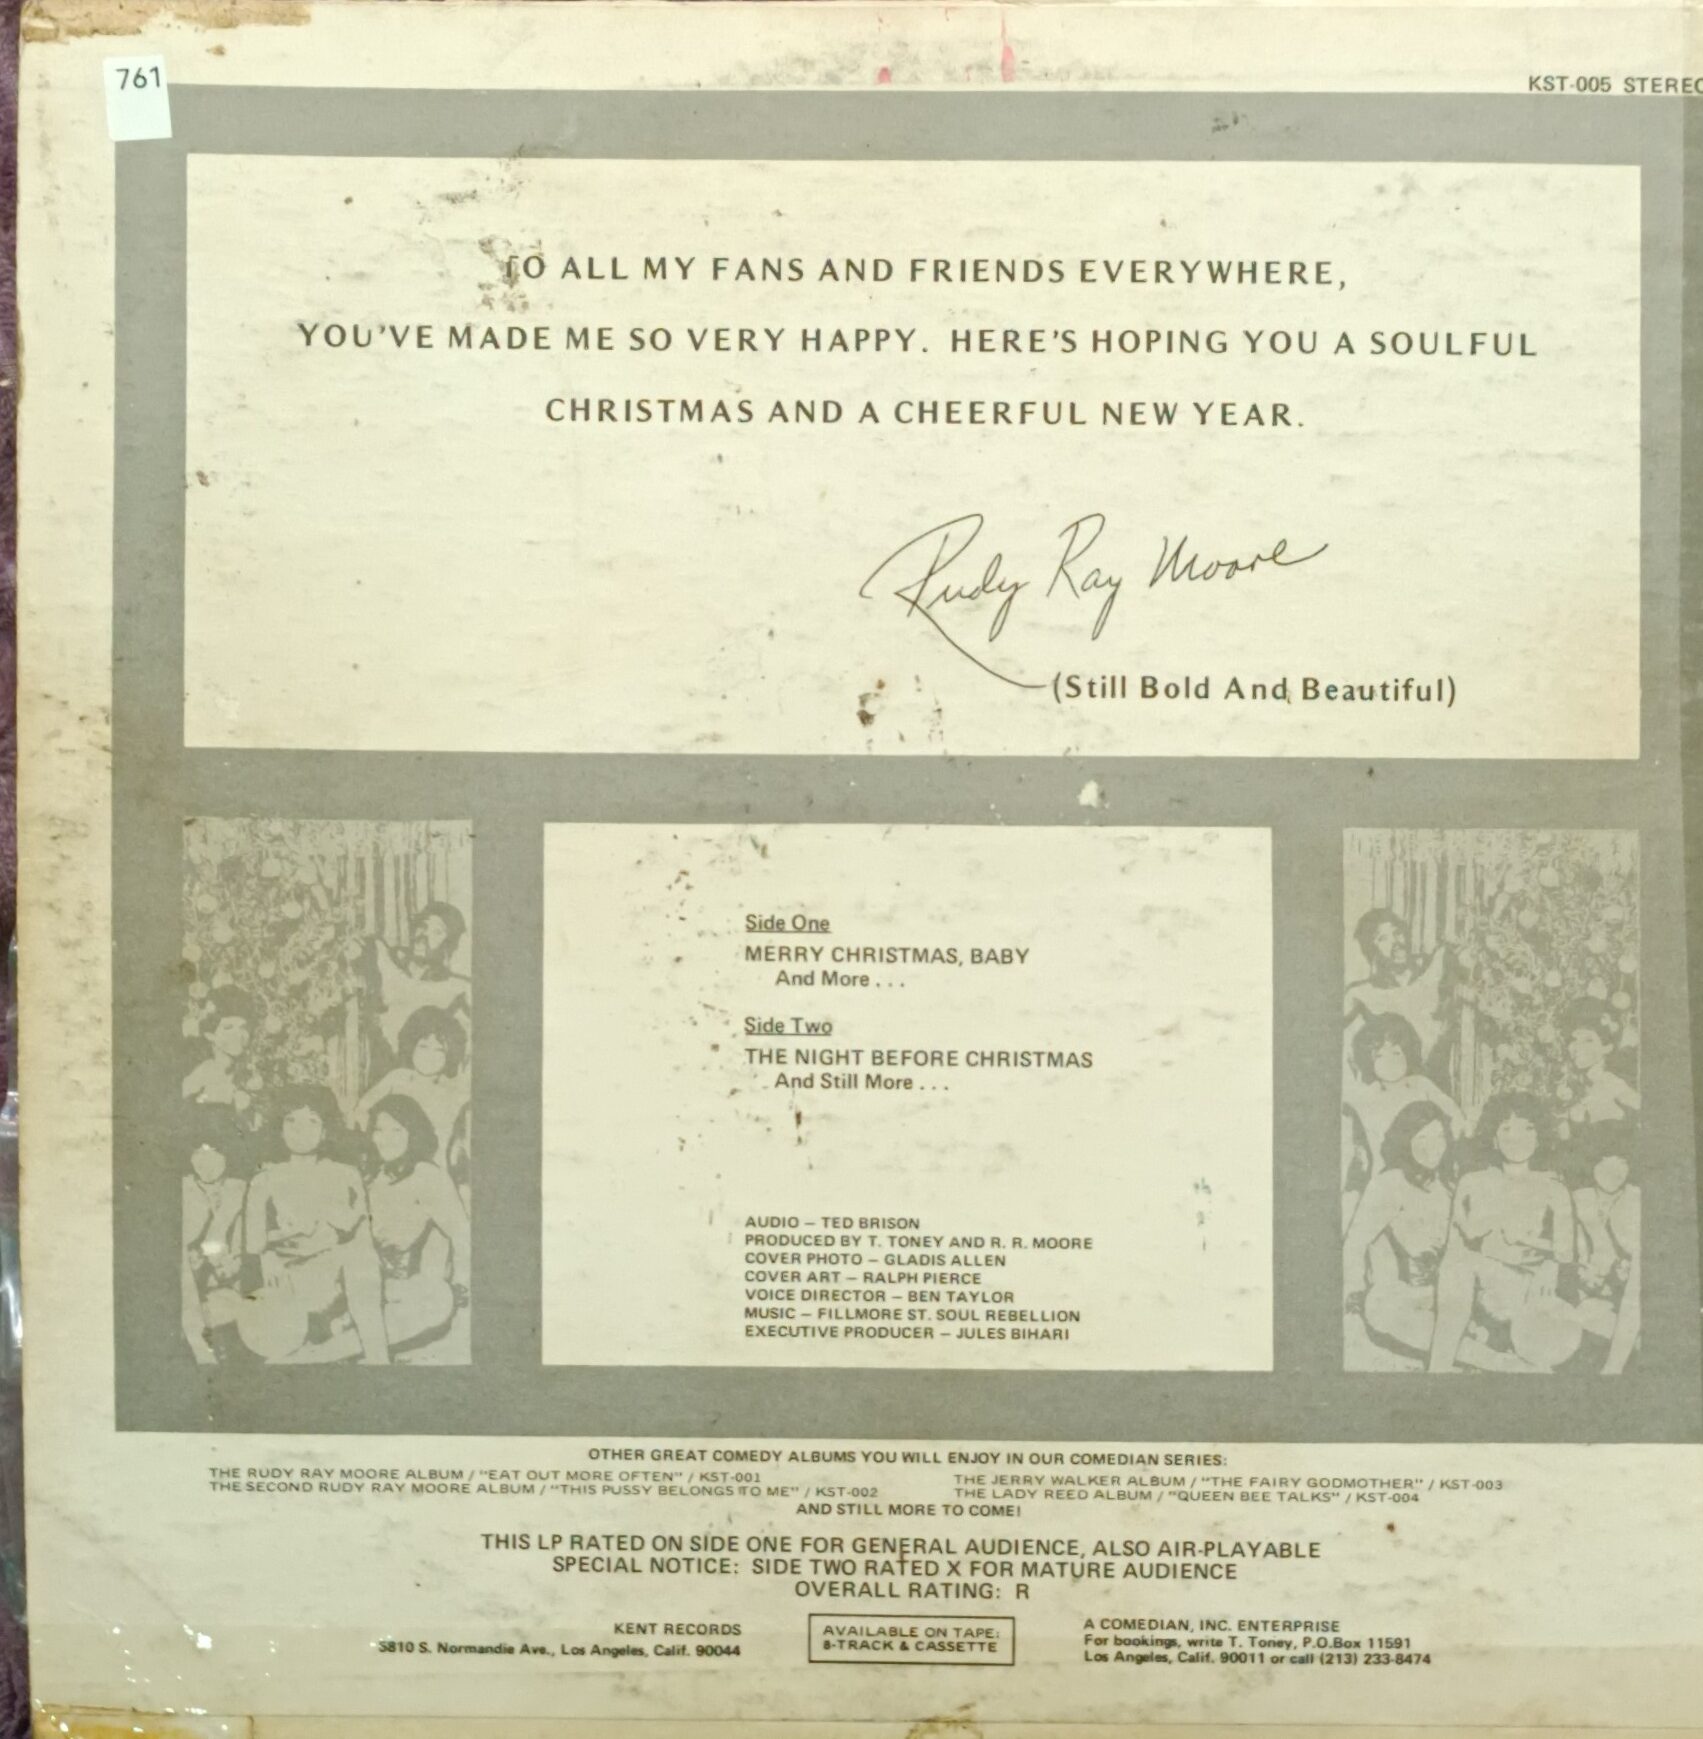 761
KST-005 STEREO
TO ALL MY FANS AND FRIENDS EVERYWHERE,
YOU'VE MADE ME SO VERY HAPPY. HERE'S HOPING YOU A SOULFUL
CHRISTMAS AND A CHEERFUL NEW YEAR.
Rudy Ray Moore
(Still Bold And Beautiful)
Side One
MERRY CHRISTMAS, BABY
And More . . .
Side Two
THE NIGHT BEFORE CHRISTMAS
And Still More . . .
AUDIO – TED BRISON
PRODUCED BY T. TONEY AND R. R. MOORE
COVER PHOTO – GLADIS ALLEN
COVER ART – RALPH PIERCE
VOICE DIRECTOR – BEN TAYLOR
MUSIC – FILLMORE ST. SOUL REBELLION
EXECUTIVE PRODUCER – JULES BIHARI
OTHER GREAT COMEDY ALBUMS YOU WILL ENJOY IN OUR COMEDIAN SERIES:
THE RUDY RAY MOORE ALBUM / "EAT OUT MORE OFTEN" / KST-001
THE SECOND RUDY RAY MOORE ALBUM / "THIS PUSSY BELONGS TO ME" / KST-002
THE JERRY WALKER ALBUM / "THE FAIRY GODMOTHER" / KST-003
THE LADY REED ALBUM / "QUEEN BEE TALKS" / KST-004
AND STILL MORE TO COME!
THIS LP RATED ON SIDE ONE FOR GENERAL AUDIENCE, ALSO AIR-PLAYABLE
SPECIAL NOTICE: SIDE TWO RATED X FOR MATURE AUDIENCE
OVERALL RATING: R
KENT RECORDS
5810 S. Normandie Ave., Los Angeles, Calif. 90044
AVAILABLE ON TAPE:
8-TRACK & CASSETTE
A COMEDIAN, INC. ENTERPRISE
For bookings, write T. Toney, P.O.Box 11591
Los Angeles, Calif. 90011 or call (213) 233-8474